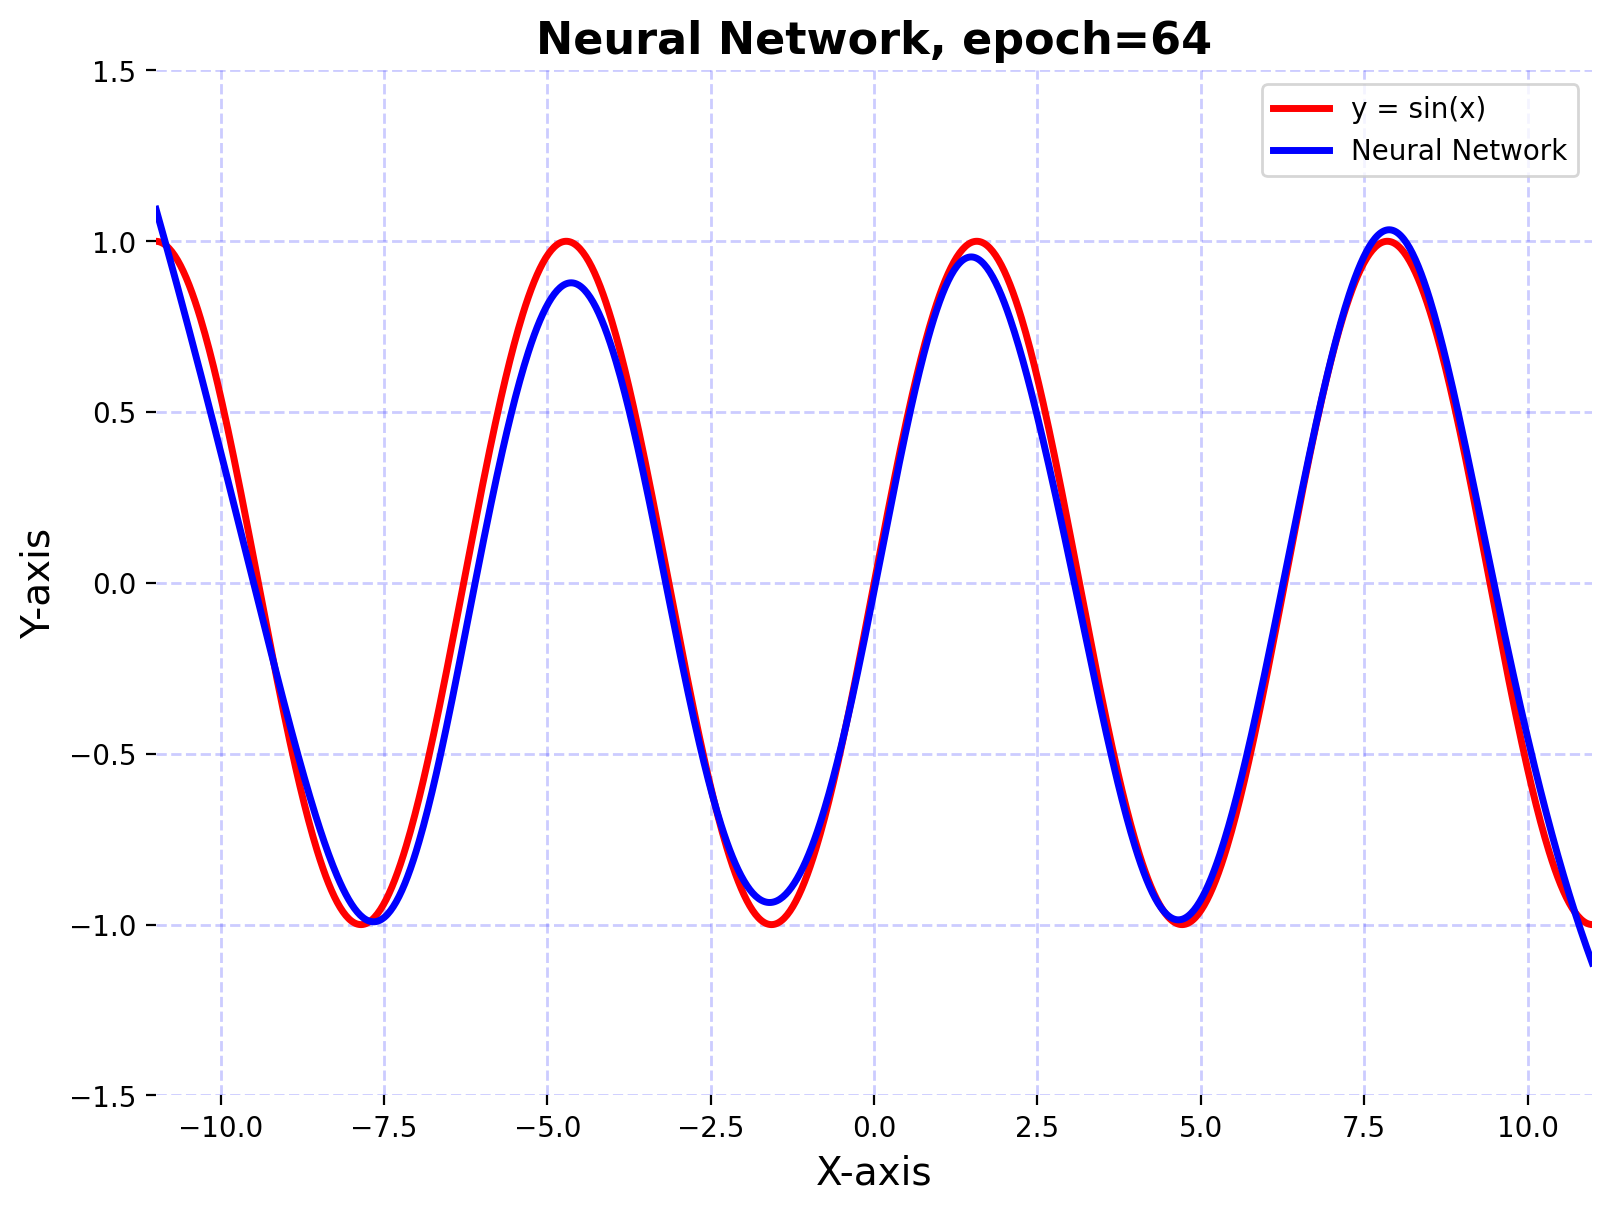 Neural Network, epoch=64
y = sin(x)
Neural Network
Y-axis
1.5
1.0
0.5
0.0
−0.5
−1.0
−1.5
−10.0 −7.5 −5.0 −2.5 0.0 2.5 5.0 7.5 10.0
X-axis